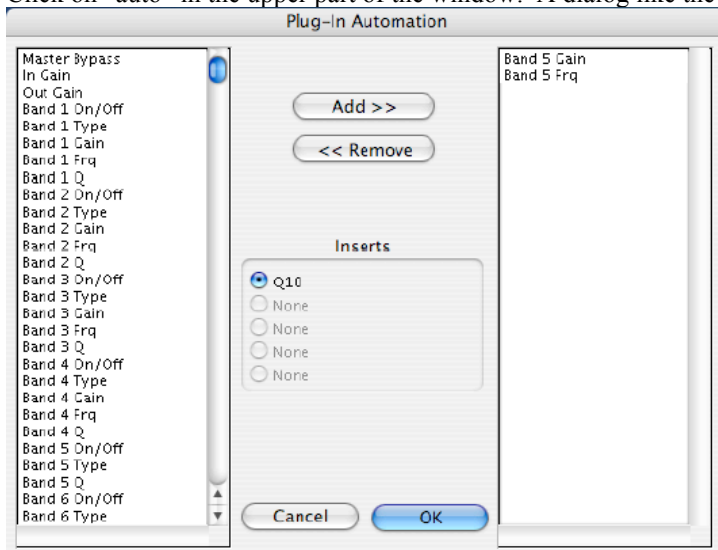 Click on "auto" in the upper part of the window. A dialog like the
Plug-In Automation
Master Bypass
In Gain
Out Gain
Band 1 On/Off
Band 1 Type
Band 1 Gain
Band 1 Frq
Band 1 Q
Band 2 On/Off
Band 2 Type
Band 2 Gain
Band 2 Frq
Band 2 Q
Band 3 On/Off
Band 3 Type
Band 3 Gain
Band 3 Frq
Band 3 Q
Band 4 On/Off
Band 4 Type
Band 4 Gain
Band 4 Frq
Band 4 Q
Band 5 On/Off
Band 5 Type
Band 5 Q
Band 6 On/Off
Band 6 Type
Add >>
<< Remove
Inserts
Q10
None
None
None
None
Cancel
OK
Band 5 Gain
Band 5 Frq